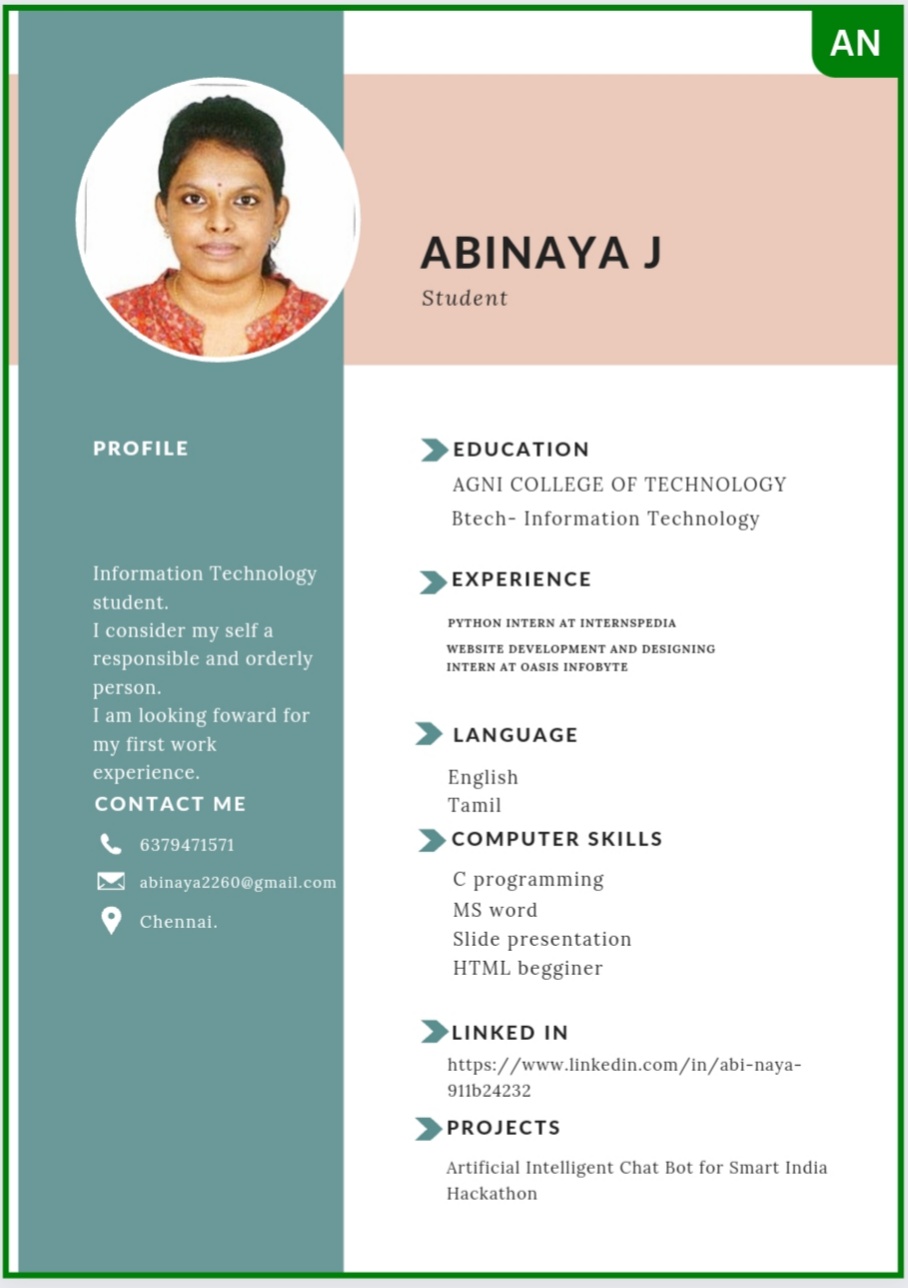 AN
ABINAYA J
Student
PROFILE
Information Technology
student.
I consider my self a
responsible and orderly
person.
I am looking foward for
my first work
experience.
CONTACT ME
6379471571
abinaya2260@gmail.com
Chennai.
EDUCATION
AGNI COLLEGE OF TECHNOLOGY
Btech- Information Technology
EXPERIENCE
PYTHON INTERN AT INTERNSPEDIA
WEBSITE DEVELOPMENT AND DESIGNING
INTERN AT OASIS INFOBYTE
LANGUAGE
English
Tamil
COMPUTER SKILLS
C programming
MS word
Slide presentation
HTML begginer
LINKED IN
https://www.linkedin.com/in/abi-naya-
911b24232
PROJECTS
Artificial Intelligent Chat Bot for Smart India
Hackathon